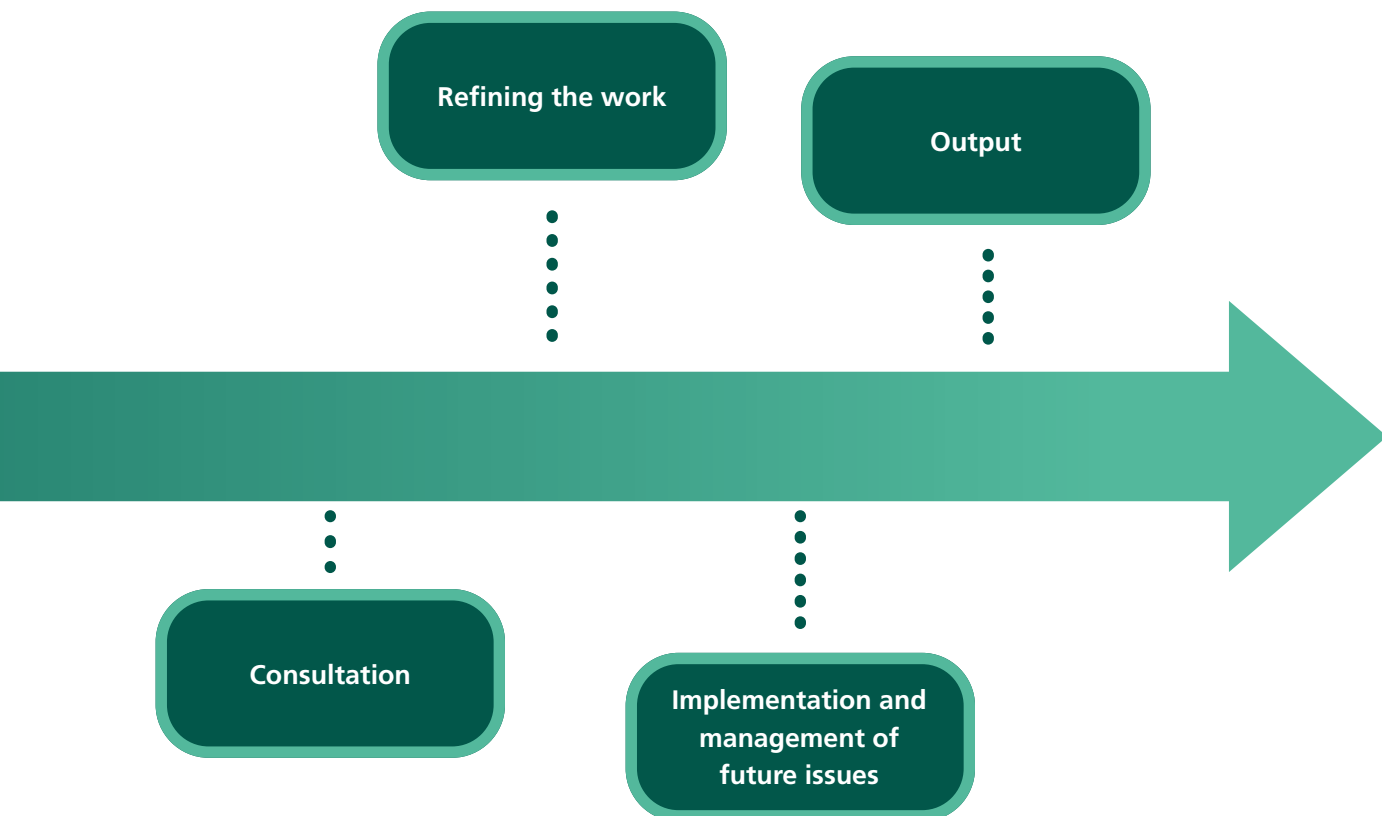 Refining the work
Output
Consultation
Implementation and
management of
future issues